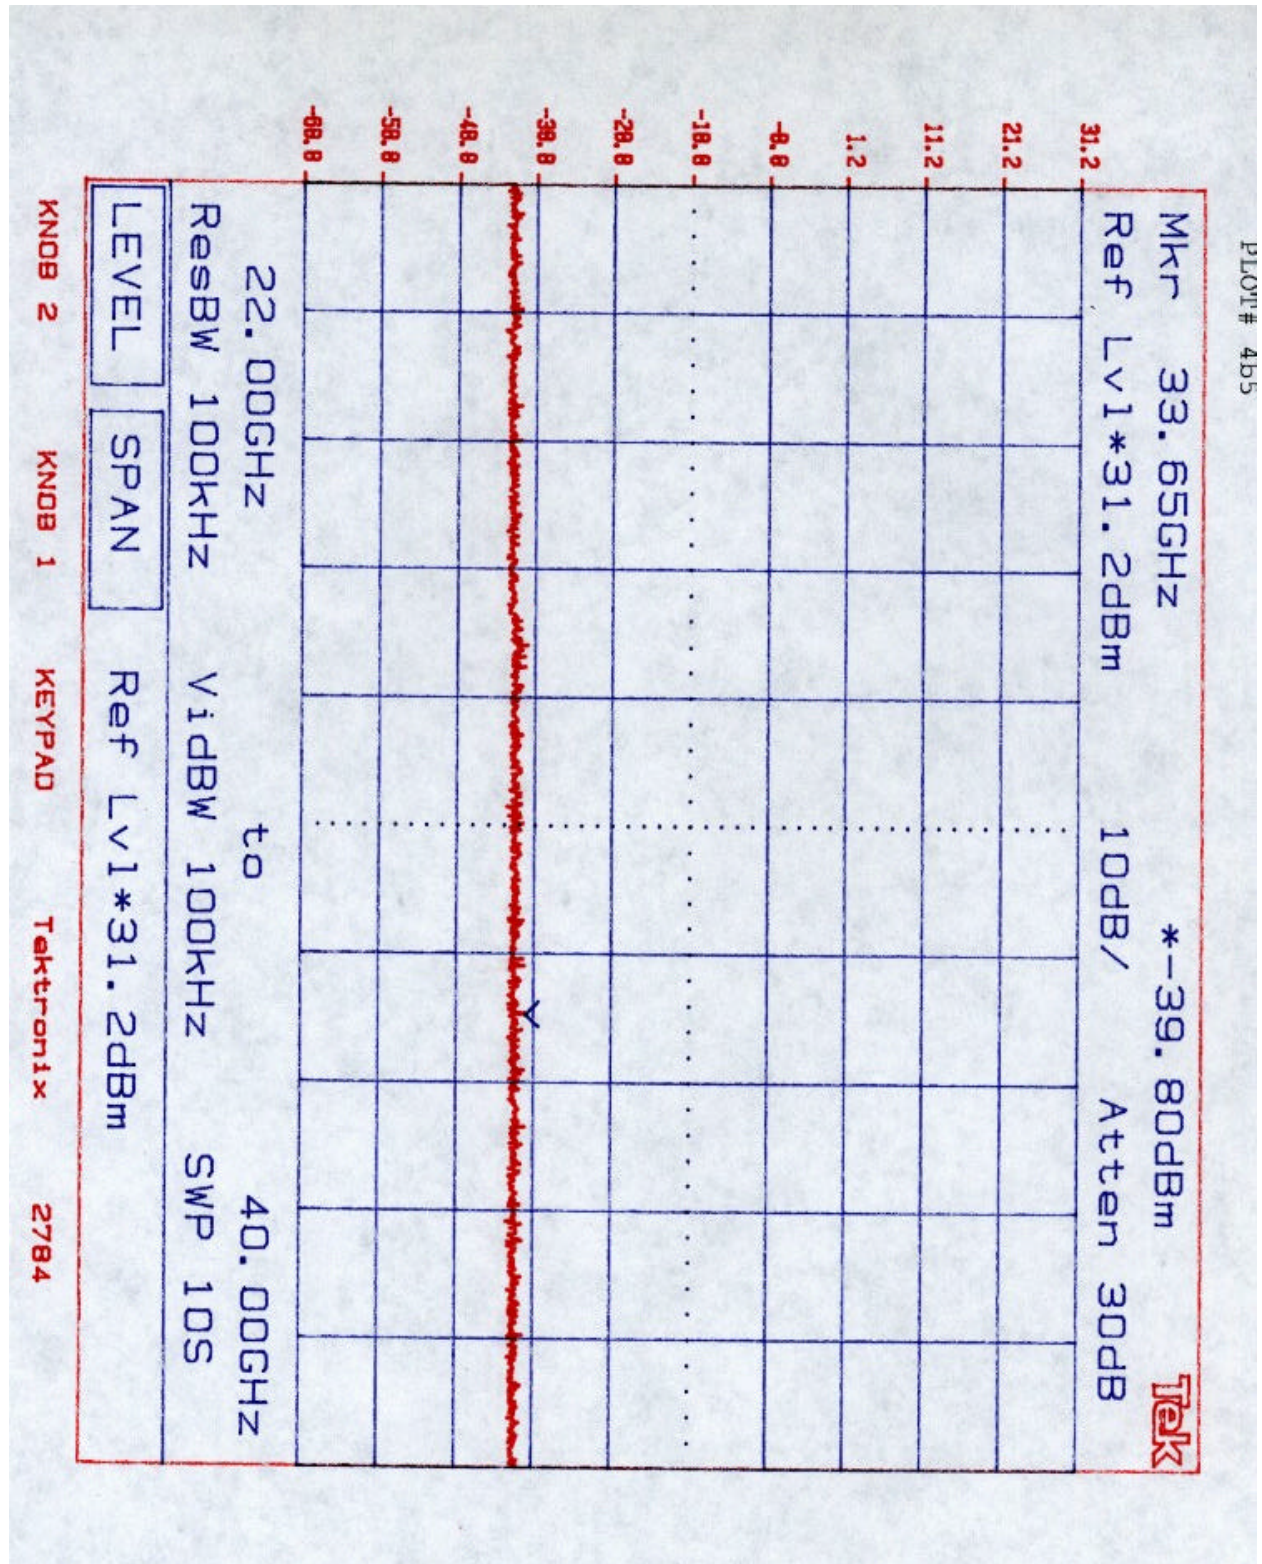 PLOT# 4b5
Mkr 33.65GHz *-39.80dBm Tek
Ref Lvl*31.2dBm 10dB/ Atten 30dB
31.2
21.2
11.2
1.2
-8.8
-18.8
-28.8
-38.8
-48.8
-58.8
-68.8
22.00GHz to 40.00GHz
ResBW 100kHz VidBW 100kHz SWP 10S
LEVEL SPAN Ref Lvl*31.2dBm
KNOB 2 KNOB 1 KEYPAD Tektronix 2784